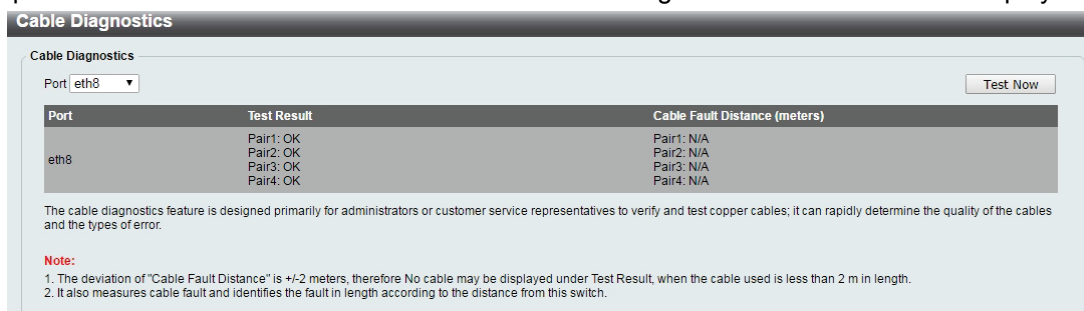 Cable Diagnostics
Cable Diagnostics
Port eth8 Test Now
Port Test Result Cable Fault Distance (meters)
eth8
Pair1: OK Pair1: N/A
Pair2: OK Pair2: N/A
Pair3: OK Pair3: N/A
Pair4: OK Pair4: N/A
The cable diagnostics feature is designed primarily for administrators or customer service representatives to verify and test copper cables; it can rapidly determine the quality of the cables
and the types of error.
Note:
1. The deviation of "Cable Fault Distance" is +/-2 meters, therefore No cable may be displayed under Test Result, when the cable used is less than 2 m in length.
2. It also measures cable fault and identifies the fault in length according to the distance from this switch.